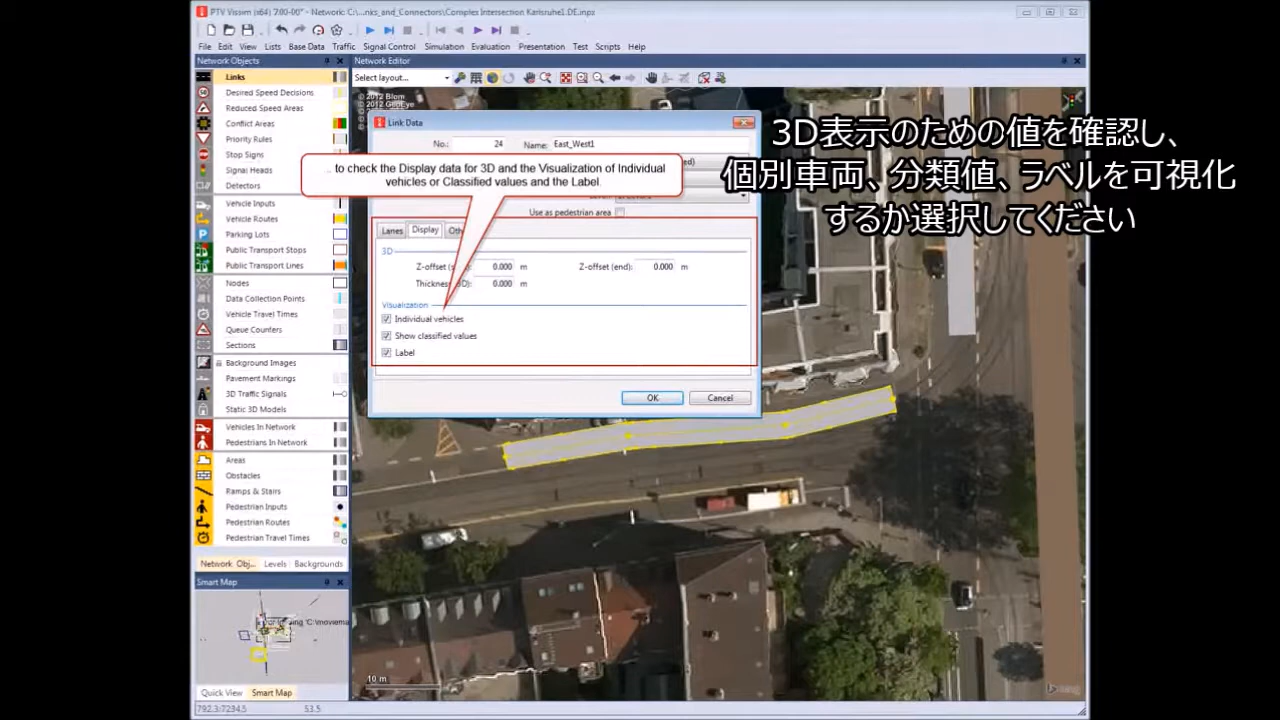 PTV Vissim (x64) 7.00-00* - Network: C:\...nks_and_Connectors\Complex Intersection Karlsruhe1.DE.inpx
File Edit View Lists Base Data Traffic Signal Control Simulation Evaluation Presentation Test Scripts Help
Network Objects
Links
Desired Speed Decisions
Reduced Speed Areas
Conflict Areas
Priority Rules
Stop Signs
Signal Heads
Detectors
Vehicle Inputs
Vehicle Routes
Parking Lots
Public Transport Stops
Public Transport Lines
Nodes
Data Collection Points
Vehicle Travel Times
Queue Counters
Sections
Background Images
Pavement Markings
3D Traffic Signals
Static 3D Models
Vehicles In Network
Pedestrians In Network
Areas
Obstacles
Ramps & Stairs
Pedestrian Inputs
Pedestrian Routes
Pedestrian Travel Times
Network Obj... Levels Backgrounds
Smart Map
Quick View Smart Map
792.3/7234.5 53.5
Network Editor
Select layout...
© 2012 Blom
Link Data
No.: 24 Name: East_West1
.. to check the Display data for 3D and the Visualization of Individual
vehicles or Classified values and the Label.
Use as pedestrian area
Lanes Display
3D
0.000 m Z-offset (end): 0.000 m
0.000 m
Visualization
Individual vehicles
Show classified values
Label
OK Cancel
3D表示のための値を確認し、
個別車両、分類値、ラベルを可視化
するか選択してください
10 m